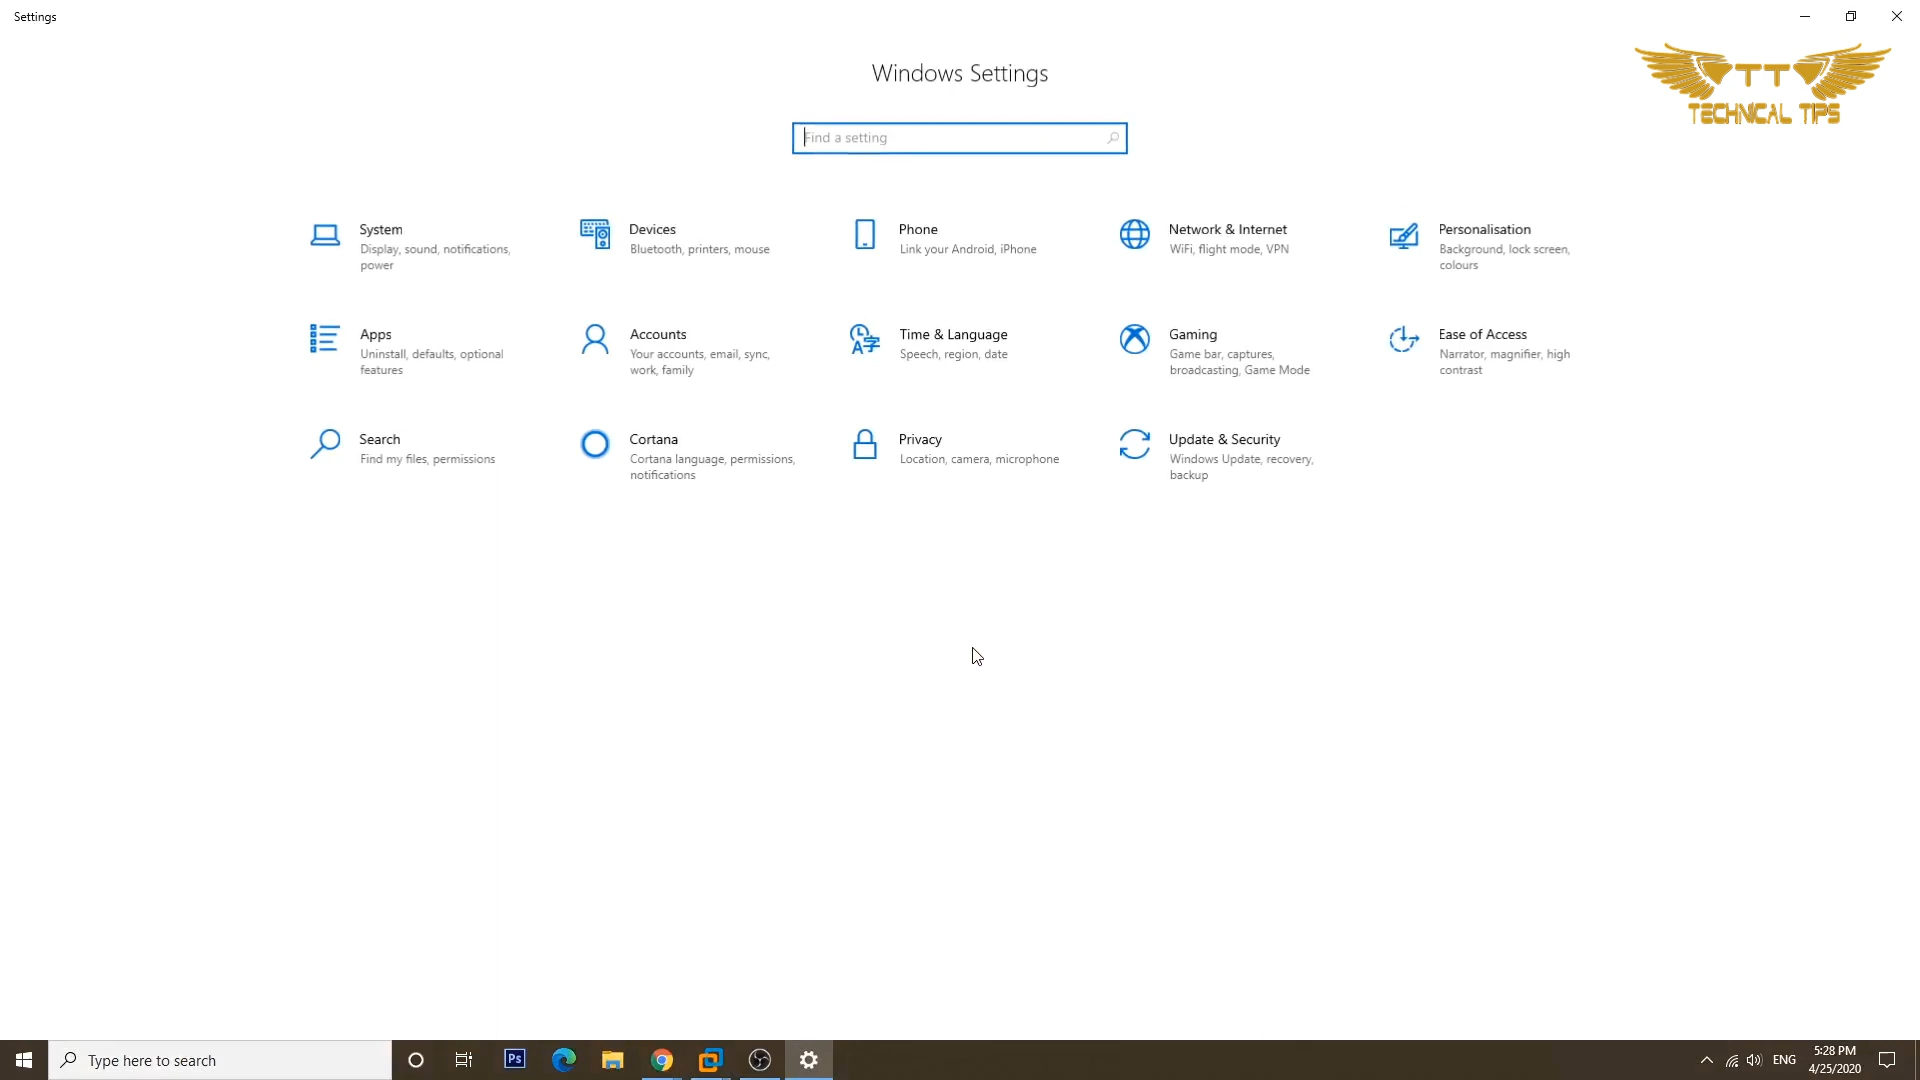 Settings
TT
TECHNICAL TIPS
Windows Settings
Find a setting
System
Display, sound, notifications,
power
Devices
Bluetooth, printers, mouse
Phone
Link your Android, iPhone
Network & Internet
WiFi, flight mode, VPN
Personalisation
Background, lock screen,
colours
Apps
Uninstall, defaults, optional
features
Accounts
Your accounts, email, sync,
work, family
Time & Language
Speech, region, date
Gaming
Game bar, captures,
broadcasting, Game Mode
Ease of Access
Narrator, magnifier, high
contrast
Search
Find my files, permissions
Cortana
Cortana language, permissions,
notifications
Privacy
Location, camera, microphone
Update & Security
Windows Update, recovery,
backup
Type here to search
Ps
ENG
5:28 PM
4/25/2020